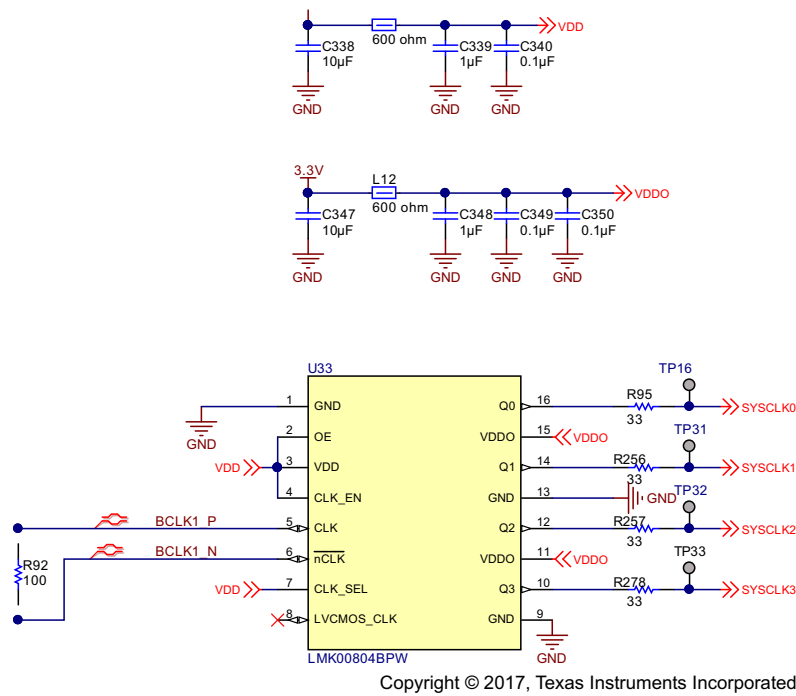 C338
10µF
600 ohm
C339
1µF
C340
0.1µF
VDD
GND
GND
GND
3.3V
L12
600 ohm
C347
10µF
C348
1µF
C349
0.1µF
C350
0.1µF
VDDO
GND
GND
GND
GND
U33
1
GND
GND
2
OE
VDD
3
VDD
4
CLK_EN
BCLK1_P
5
CLK
BCLK1_N
6
nCLK
R92
100
VDD
7
CLK_SEL
8
LVCMOS_CLK
Q0
16
R95
33
TP16
SYSCLK0
VDDO
15
VDDO
Q1
14
R256
33
TP31
SYSCLK1
GND
13
GND
Q2
12
R257
33
TP32
SYSCLK2
VDDO
11
VDDO
Q3
10
R278
33
TP33
SYSCLK3
GND
9
GND
LMK00804BPW
Copyright © 2017, Texas Instruments Incorporated